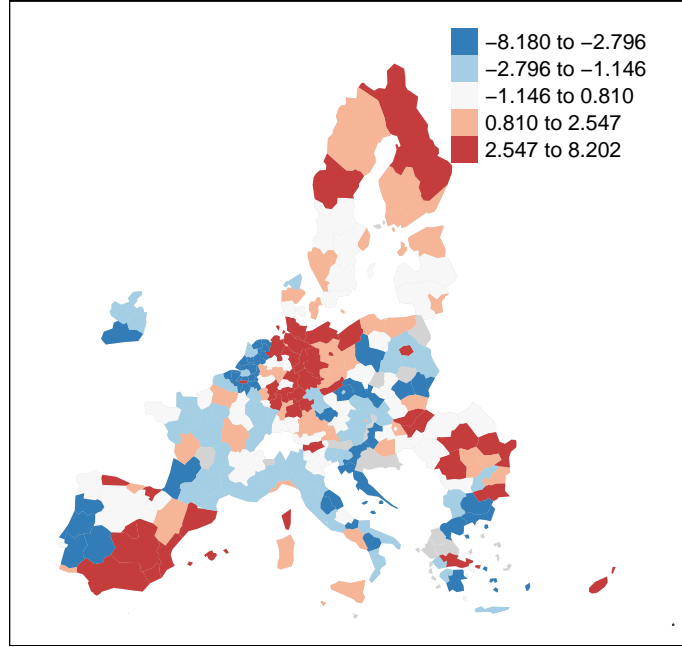 −8.180 to −2.796
−2.796 to −1.146
−1.146 to 0.810
0.810 to 2.547
2.547 to 8.202